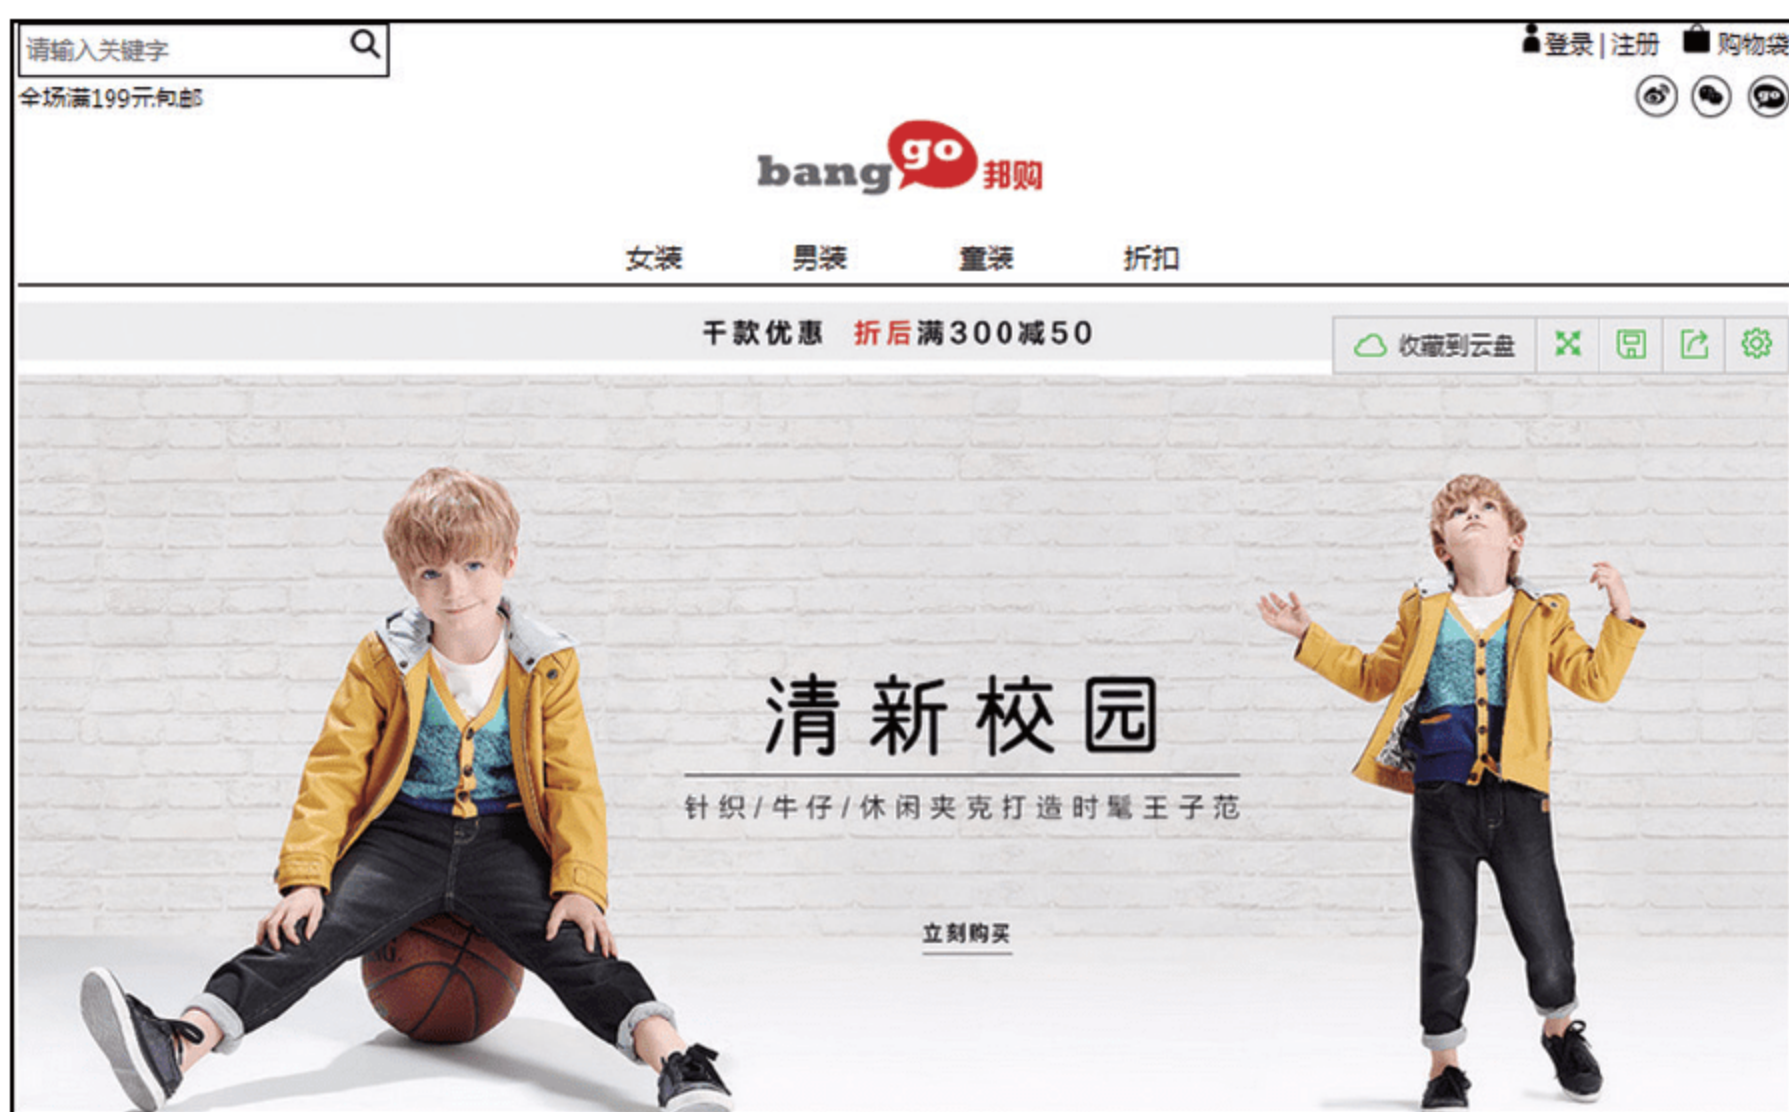 请输入关键字
登录|注册 购物袋
全场满199元包邮
go
bang go 邦购
女装 男装 童装 折扣
千款优惠 折后满300减50
收藏到云盘
清新校园
针织/牛仔/休闲夹克打造时髦王子范
立刻购买